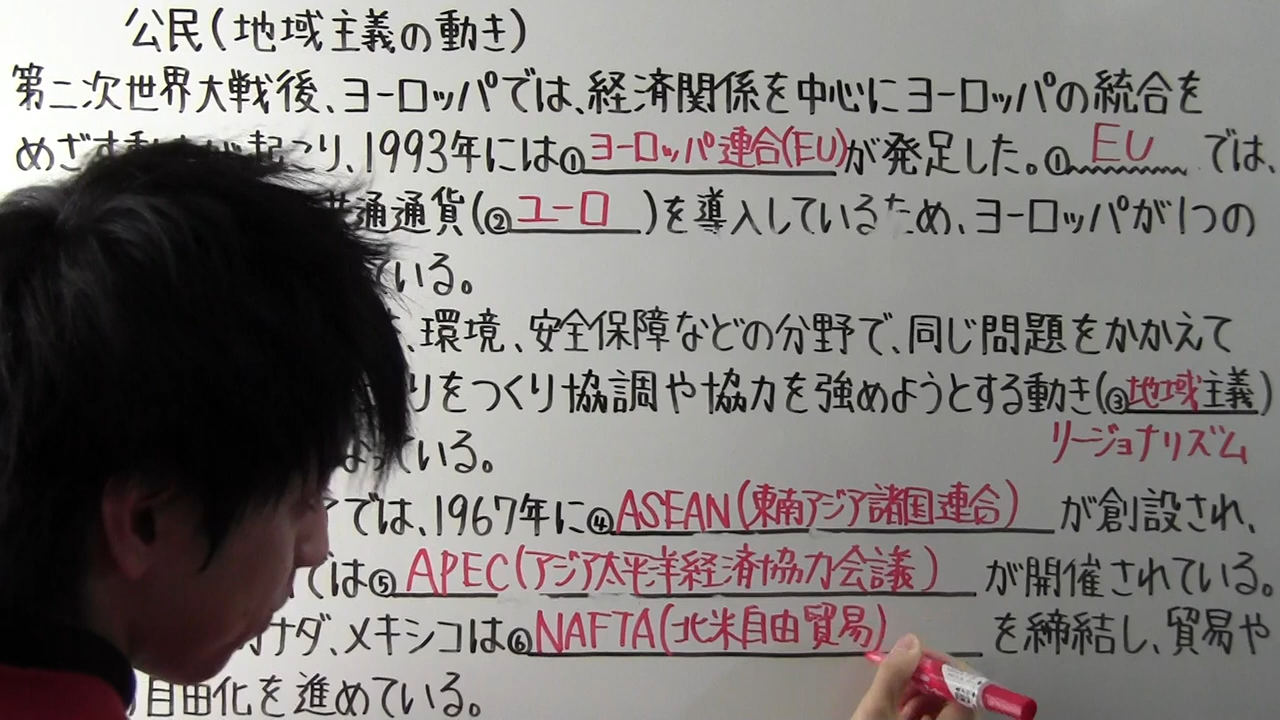 公民(地域主義の動き)
第二次世界大戦後、ヨーロッパでは、経済関係を中心にヨーロッパの統合を
めざす動 起こり、1993年には①ヨーロッパ連合(EU)が発足した。①EUでは、
通通貨(②ユーロ)を導入しているため、ヨーロッパが1つの
いる。
、環境、安全保障などの分野で、同じ問題をかかえて
りをつくり協調や協力を強めようとする動き(③地域主義)
リージョナリズム
っている。
では、1967年に④ASEAN(東南アジア諸国連合)が創設され、
では⑤APEC(アジア太平洋経済協力会議)が開催されている。
カナダ、メキシコは⑥NAFTA(北米自由貿易)を締結し、貿易や
自由化を進めている。